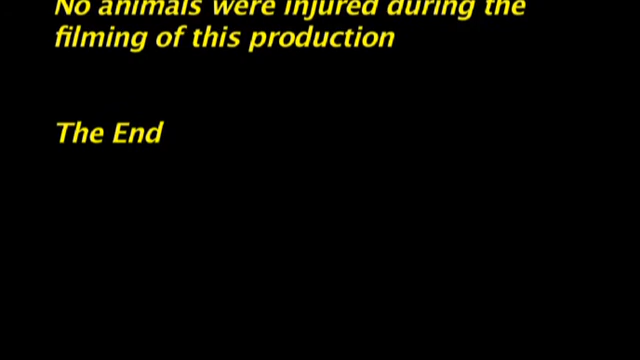 No animals were injured during the
filming of this production
The End